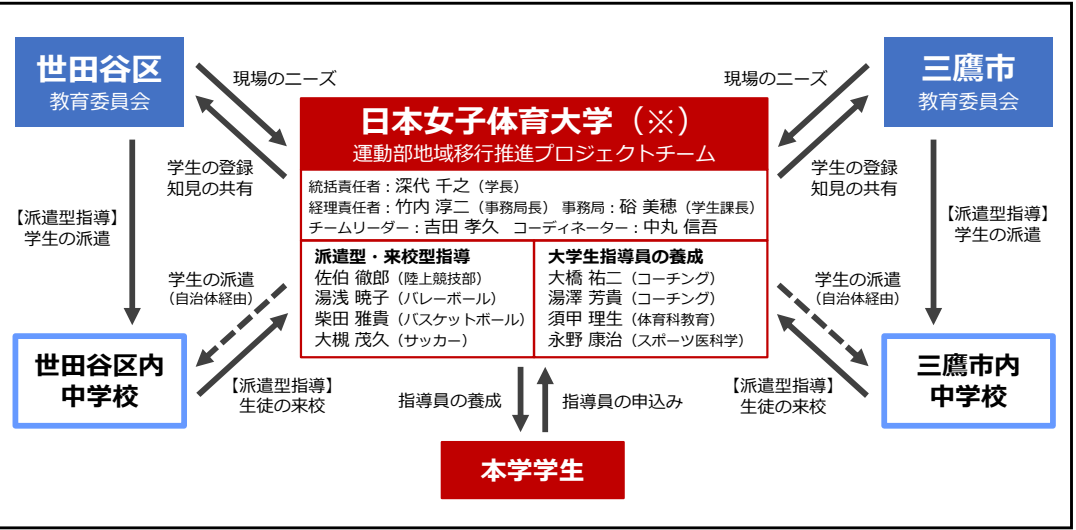 世田谷区
教育委員会
現場のニーズ
学生の登録
知見の共有
【派遣型指導】
学生の派遣
学生の派遣
（自治体経由）
世田谷区内
中学校
【派遣型指導】
生徒の来校
日本女子体育大学（※）
運動部地域移行推進プロジェクトチーム
統括責任者：深代 千之（学長）
経理責任者：竹内 淳二（事務局長） 事務局：硲 美穂（学生課長）
チームリーダー：吉田 孝久 コーディネーター：中丸 信吾
派遣型・来校型指導
佐伯 徹郎（陸上競技部）
湯浅 暁子（バレーボール）
柴田 雅貴（バスケットボール）
大槻 茂久（サッカー）
大学生指導員の養成
大橋 祐二（コーチング）
湯澤 芳貴（コーチング）
須甲 理生（体育科教育）
永野 康治（スポーツ医科学）
指導員の養成
指導員の申込み
本学学生
三鷹市
教育委員会
現場のニーズ
学生の登録
知見の共有
【派遣型指導】
学生の派遣
学生の派遣
（自治体経由）
三鷹市内
中学校
【派遣型指導】
生徒の来校